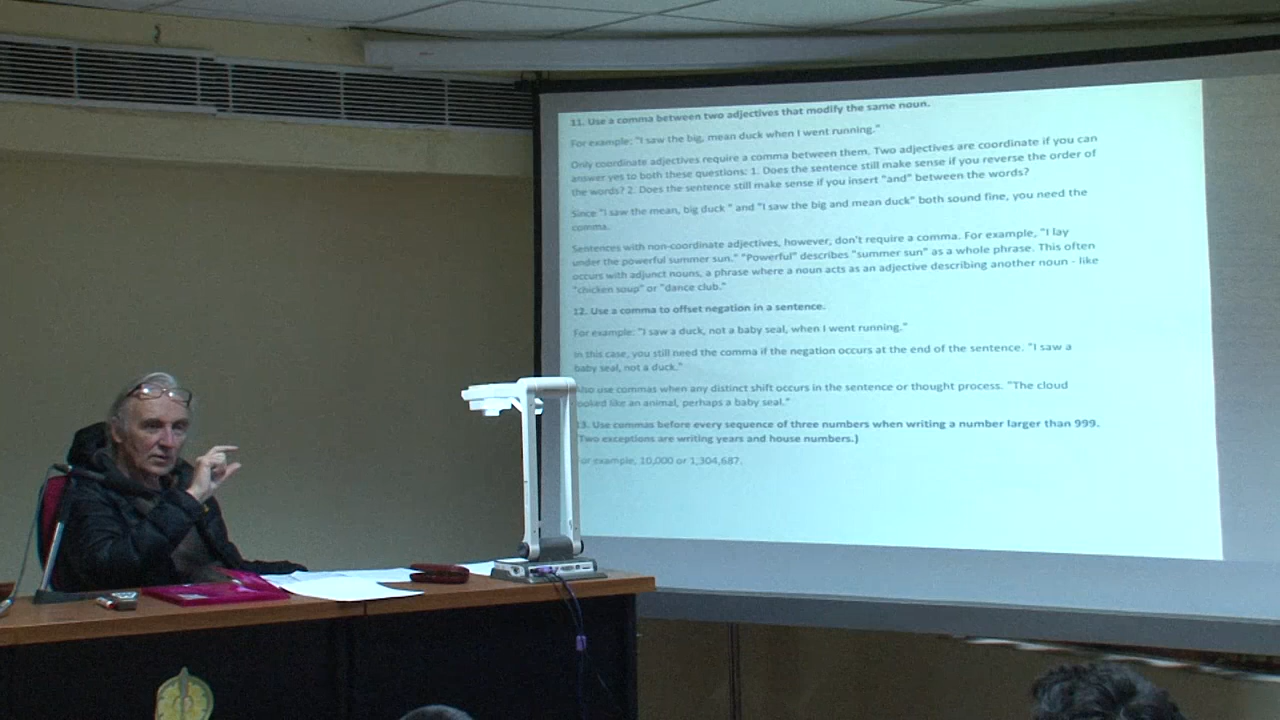 11. Use a comma between two adjectives that modify the same noun.
For example: "I saw the big, mean duck when I went running."
Only coordinate adjectives require a comma between them. Two adjectives are coordinate if you can
answer yes to both these questions: 1. Does the sentence still make sense if you reverse the order of
the words? 2. Does the sentence still make sense if you insert "and" between the words?
Since "I saw the mean, big duck " and "I saw the big and mean duck" both sound fine, you need the
comma.
Sentences with non-coordinate adjectives, however, don't require a comma. For example, "I lay
under the powerful summer sun." "Powerful" describes "summer sun" as a whole phrase. This often
occurs with adjunct nouns, a phrase where a noun acts as an adjective describing another noun - like
"chicken soup" or "dance club."
12. Use a comma to offset negation in a sentence.
For example: "I saw a duck, not a baby seal, when I went running."
In this case, you still need the comma if the negation occurs at the end of the sentence. "I saw a
baby seal, not a duck."
Also use commas when any distinct shift occurs in the sentence or thought process. "The cloud
looked like an animal, perhaps a baby seal."
13. Use commas before every sequence of three numbers when writing a number larger than 999.
(Two exceptions are writing years and house numbers.)
For example, 10,000 or 1,304,687.